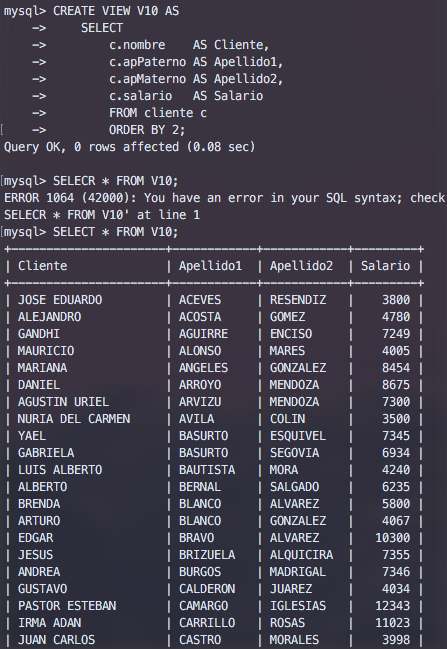 mysql> CREATE VIEW V10 AS
    ->     SELECT
    ->         c.nombre    AS Cliente,
    ->         c.apPaterno AS Apellido1,
    ->         c.apMaterno AS Apellido2,
    ->         c.salario   AS Salario
    ->         FROM cliente c
[   ->         ORDER BY 2;
Query OK, 0 rows affected (0.08 sec)

[mysql> SELECR * FROM V10;
ERROR 1064 (42000): You have an error in your SQL syntax; check
SELECR * FROM V10' at line 1
[mysql> SELECT * FROM V10;
+--------------------+-----------+-----------+---------+
| Cliente            | Apellido1 | Apellido2 | Salario |
+--------------------+-----------+-----------+---------+
| JOSE EDUARDO       | ACEVES    | RESENDIZ  |    3800 |
| ALEJANDRO          | ACOSTA    | GOMEZ     |    4780 |
| GANDHI             | AGUIRRE   | ENCISO    |    7249 |
| MAURICIO           | ALONSO    | MARES     |    4005 |
| MARIANA            | ANGELES   | GONZALEZ  |    8454 |
| DANIEL             | ARROYO    | MENDOZA   |    8675 |
| AGUSTIN URIEL      | ARVIZU    | MENDOZA   |    7300 |
| NURIA DEL CARMEN   | AVILA     | COLIN     |    3500 |
| YAEL               | BASURTO   | ESQUIVEL  |    7345 |
| GABRIELA           | BASURTO   | SEGOVIA   |    6934 |
| LUIS ALBERTO       | BAUTISTA  | MORA      |    4240 |
| ALBERTO            | BERNAL    | SALGADO   |    6235 |
| BRENDA             | BLANCO    | ALVAREZ   |    5800 |
| ARTURO             | BLANCO    | GONZALEZ  |    4067 |
| EDGAR              | BRAVO     | ALVAREZ   |   10300 |
| JESUS              | BRIZUELA  | ALQUICIRA |    7355 |
| ANDREA             | BURGOS    | MADRIGAL  |    7346 |
| GUSTAVO            | CALDERON  | JUAREZ    |    4034 |
| PASTOR ESTEBAN     | CAMARGO   | IGLESIAS  |   12343 |
| IRMA ADAN          | CARRILLO  | ROSAS     |   11023 |
| JUAN CARLOS        | CASTRO    | MORALES   |    3998 |